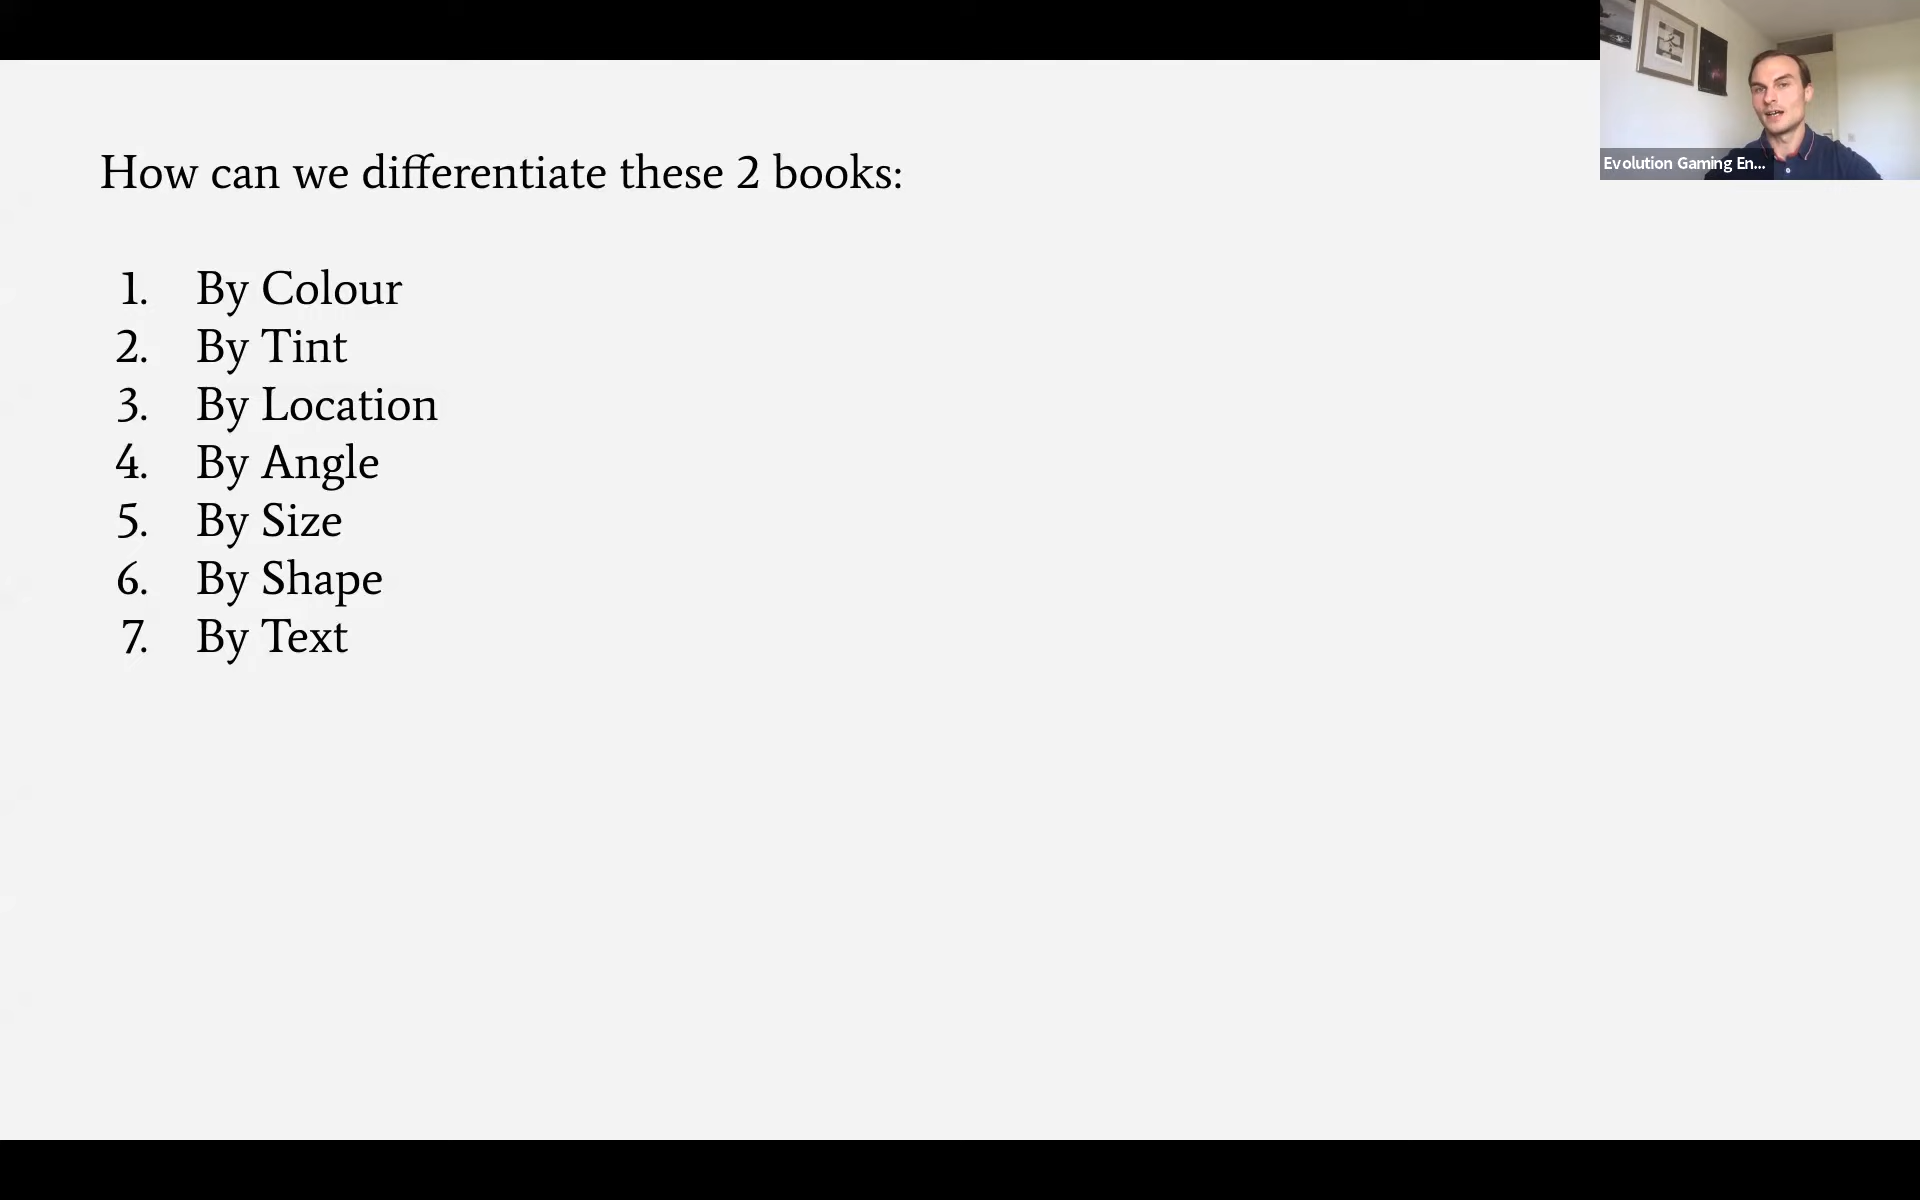 How can we differentiate these 2 books:
1. By Colour
2. By Tint
3. By Location
4. By Angle
5. By Size
6. By Shape
7. By Text
Evolution Gaming En...